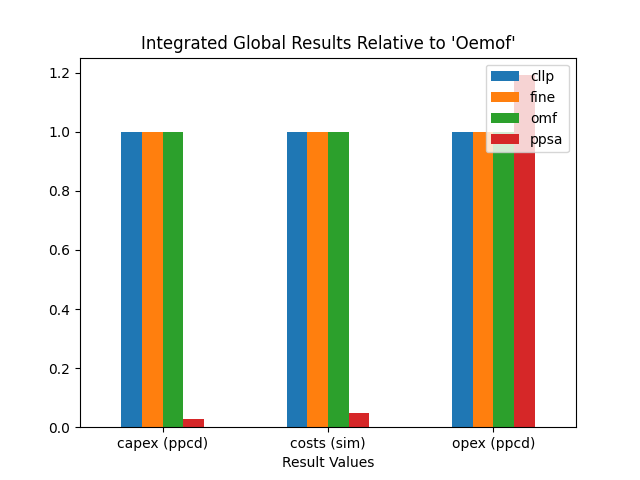 Integrated Global Results Relative to 'Oemof'
1.2
1.0
0.8
0.6
0.4
0.2
0.0
cllp
fine
omf
ppsa
capex (ppcd) costs (sim) opex (ppcd)
Result Values